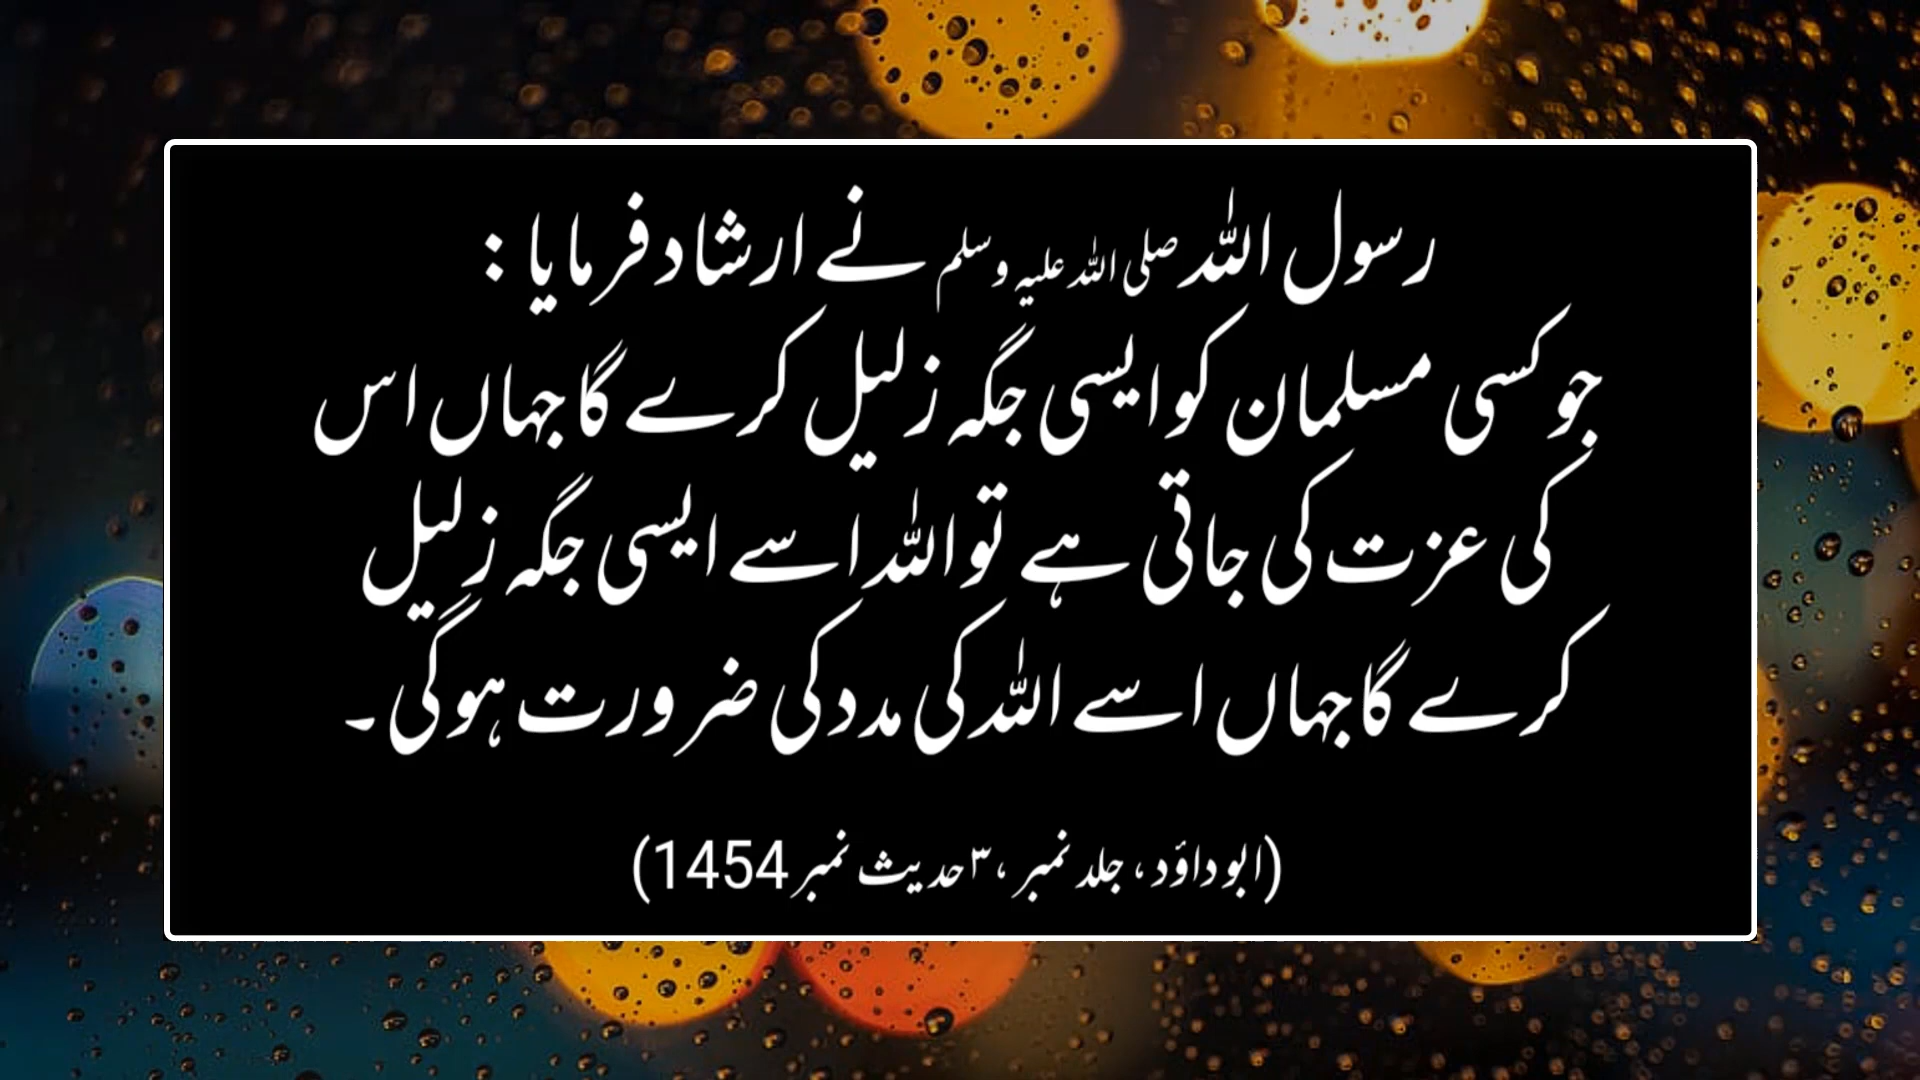 رسول اللہ صلی اللہ علیہ وسلم نے ارشاد فرمایا :
جو کسی مسلمان کو ایسی جگہ زلیل کرے گا جہاں اس
کی عزت کی جاتی ہے تو اللہ اسے ایسی جگہ زلیل
کرے گا جہاں اسے اللہ کی مدد کی ضرورت ہوگی ۔
(ابو داؤد، جلد نمبر ،۳ حدیث نمبر 1454)